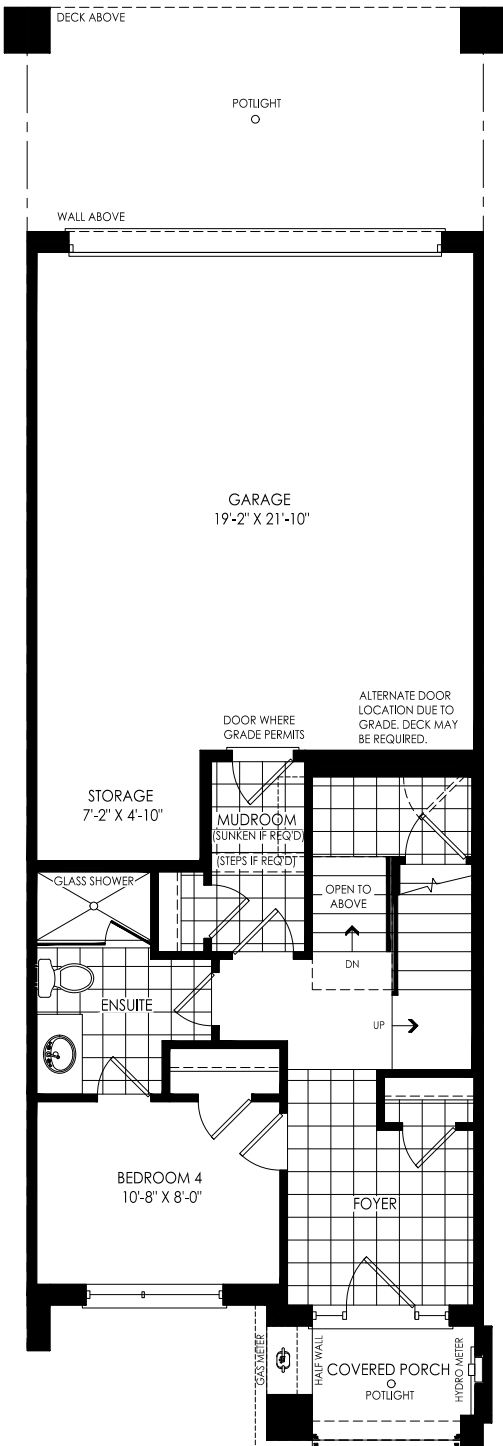 DECK ABOVE
POTLIGHT
WALL ABOVE
GARAGE
19'-2" X 21'-10"
DOOR WHERE
GRADE PERMITS
ALTERNATE DOOR
LOCATION DUE TO
GRADE. DECK MAY
BE REQUIRED.
STORAGE
7'-2" X 4'-10"
MUDROOM
(SUNKEN IF REQ'D)
(STEPS IF REQ'D)
GLASS SHOWER
OPEN TO
ABOVE
DN
ENSUITE
UP
BEDROOM 4
10'-8" X 8'-0"
FOYER
GAS METER
HALF WALL
COVERED PORCH
POTLIGHT
HYDRO METER